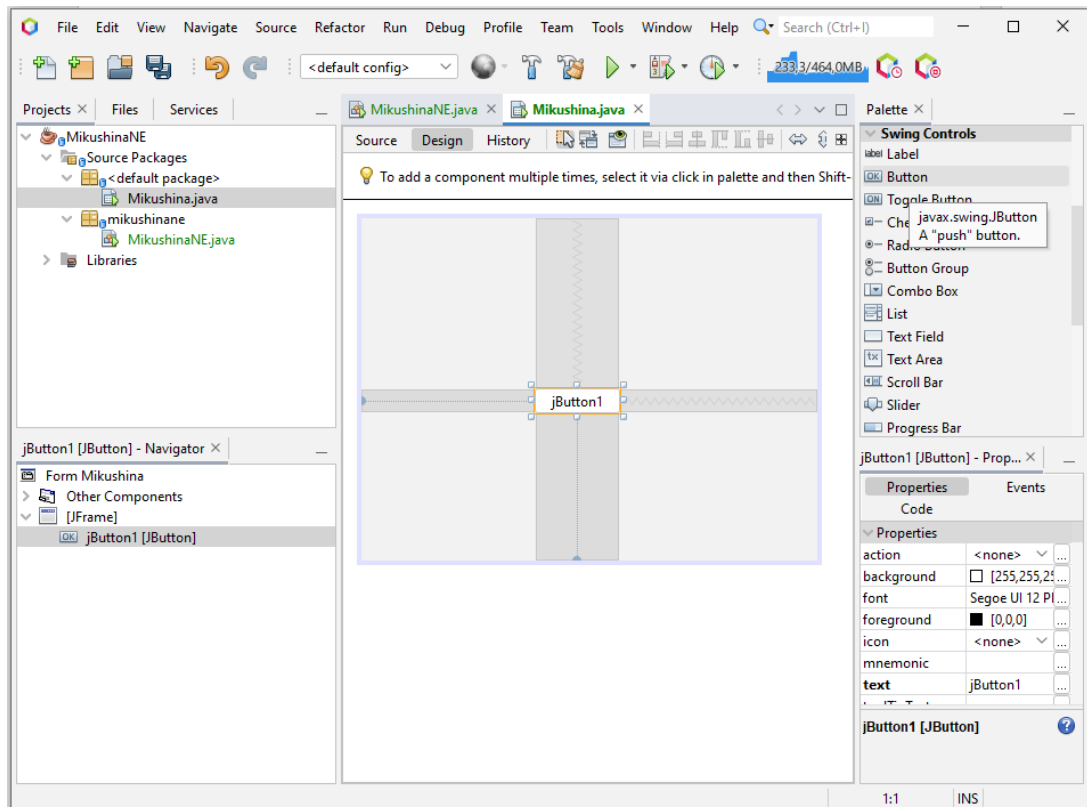 File Edit View Navigate Source Refactor Run Debug Profile Team Tools Window Help Search (Ctrl+I)
<default config> 233,3/464,0MB
Projects Files Services
MikushinaNE
Source Packages
<default package>
Mikushina.java
mikushinane
MikushinaNE.java
Libraries
jButton1 [JButton] - Navigator
Form Mikushina
Other Components
[JFrame]
OK jButton1 [JButton]
MikushinaNE.java Mikushina.java
Source Design History
To add a component multiple times, select it via click in palette and then Shift-
jButton1
Palette
Swing Controls
label Label
OK Button
ON Toggle Button
javax.swing.JButton
A "push" button.
Button Group
Combo Box
List
Text Field
tx Text Area
Scroll Bar
Slider
Progress Bar
jButton1 [JButton] - Prop...
Properties Events
Code
Properties
action <none> ...
background [255,255,25...
font Segoe UI 12 Pl...
foreground [0,0,0] ...
icon <none> ...
mnemonic ...
text jButton1 ...
jButton1 [JButton] ?
1:1 INS